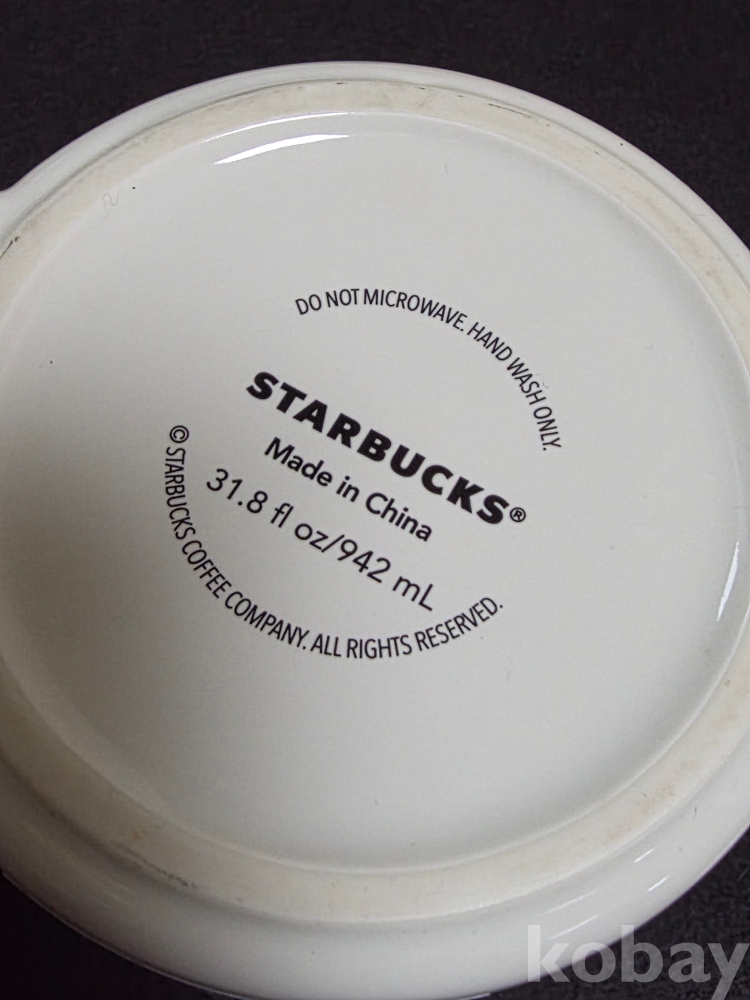 DO NOT MICROWAVE. HAND WASH ONLY.
STARBUCKS®
Made in China
31.8 fl oz/942 mL
© STARBUCKS COFFEE COMPANY. ALL RIGHTS RESERVED.
kobay